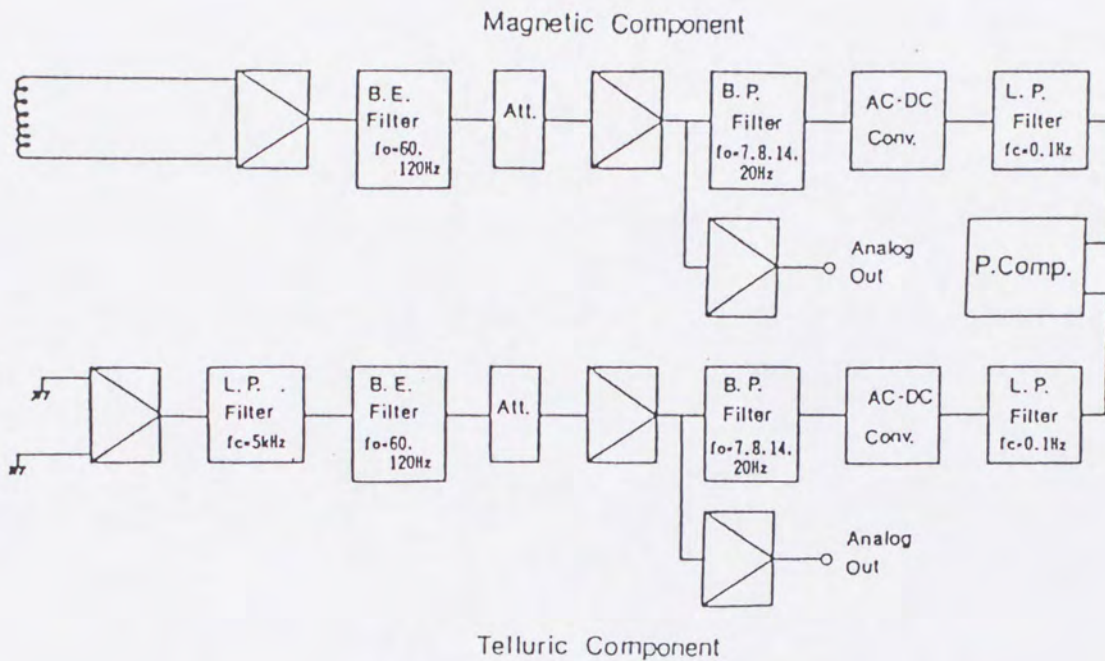 Magnetic Component
B. E.
Filter
fo=60.
120Hz
Att.
B. P.
Filter
fo=7.8.14.
20Hz
AC-DC
Conv.
L. P.
Filter
fc=0.1Hz
Analog
Out
P.Comp.
L. P.
Filter
fc=5kHz
B. E.
Filter
fo=60.
120Hz
Att.
B. P.
Filter
fo=7.8.14.
20Hz
AC-DC
Conv.
L. P.
Filter
fc=0.1Hz
Analog
Out
Telluric Component